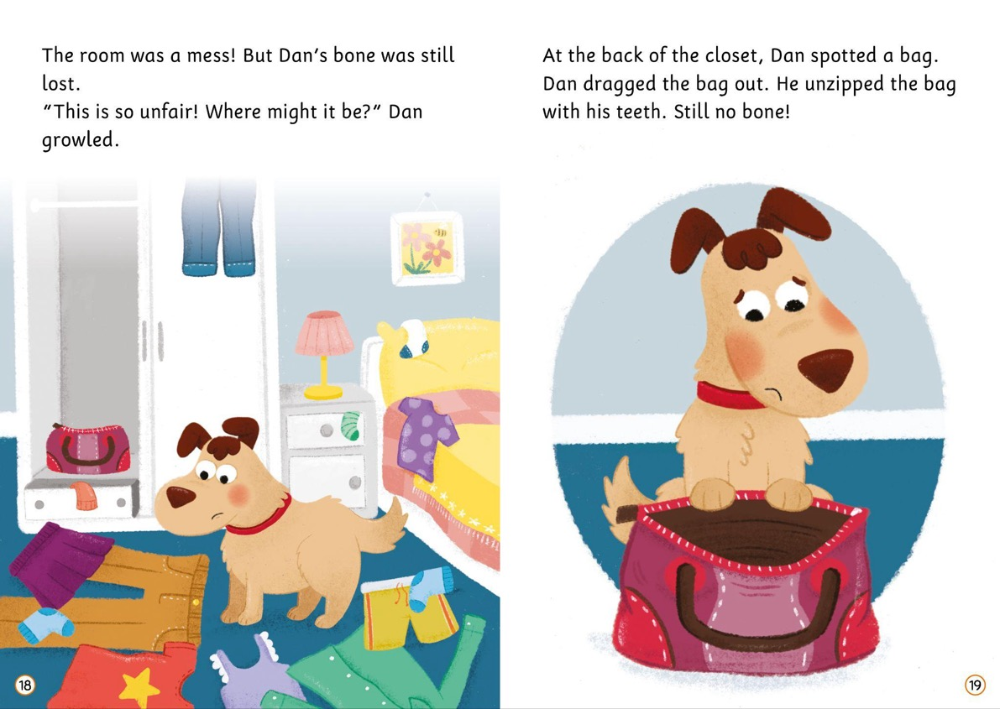 The room was a mess! But Dan’s bone was still
lost.
“This is so unfair! Where might it be?” Dan
growled.
18
At the back of the closet, Dan spotted a bag.
Dan dragged the bag out. He unzipped the bag
with his teeth. Still no bone!
19